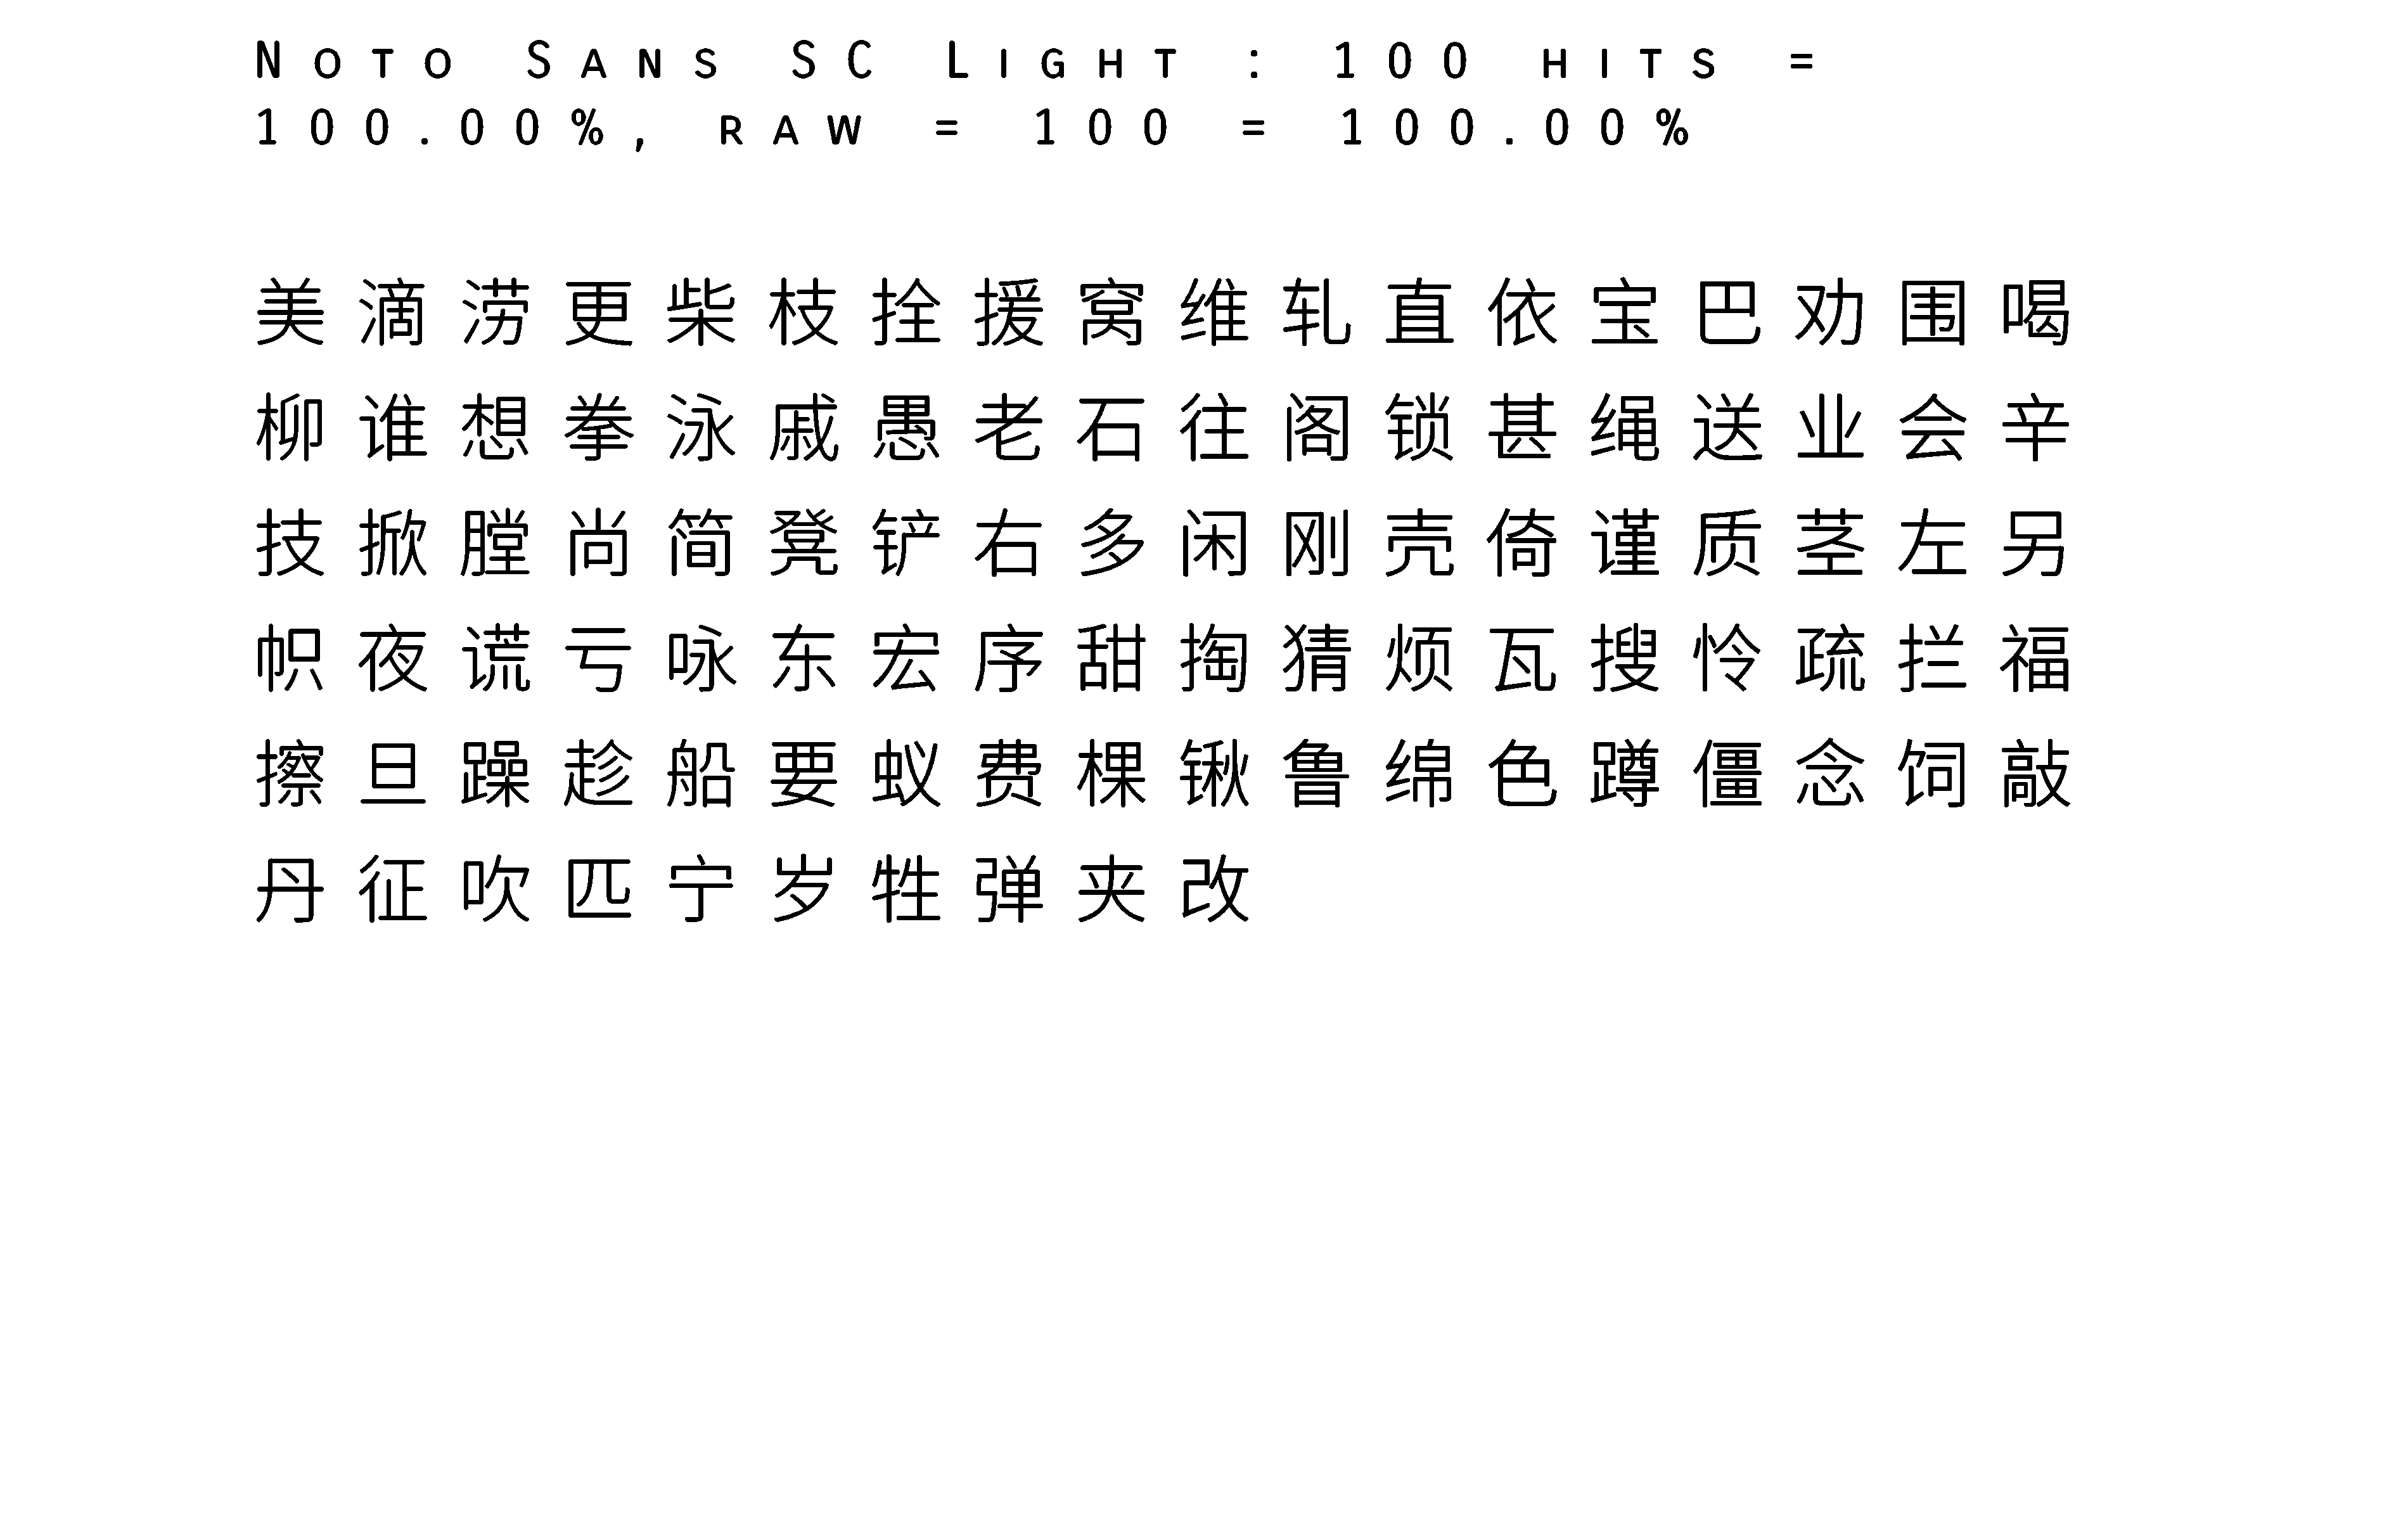 Noto Sans SC Light : 100 hits =
100.00%, raw = 100 = 100.00%
美滴涝更柴枝拴援窝维轧直依宝巴劝围喝
柳谁想拳泳戚愚老石往阁锁甚绳送业会辛
技掀膛尚简凳铲右多闲刚壳倚谨质茎左另
帜夜谎亏咏东宏序甜掏猜烦瓦搜怜疏拦福
擦旦躁趁船要蚁费棵锹鲁绵色蹲僵念饲敲
丹征吹匹宁岁牲弹夹改